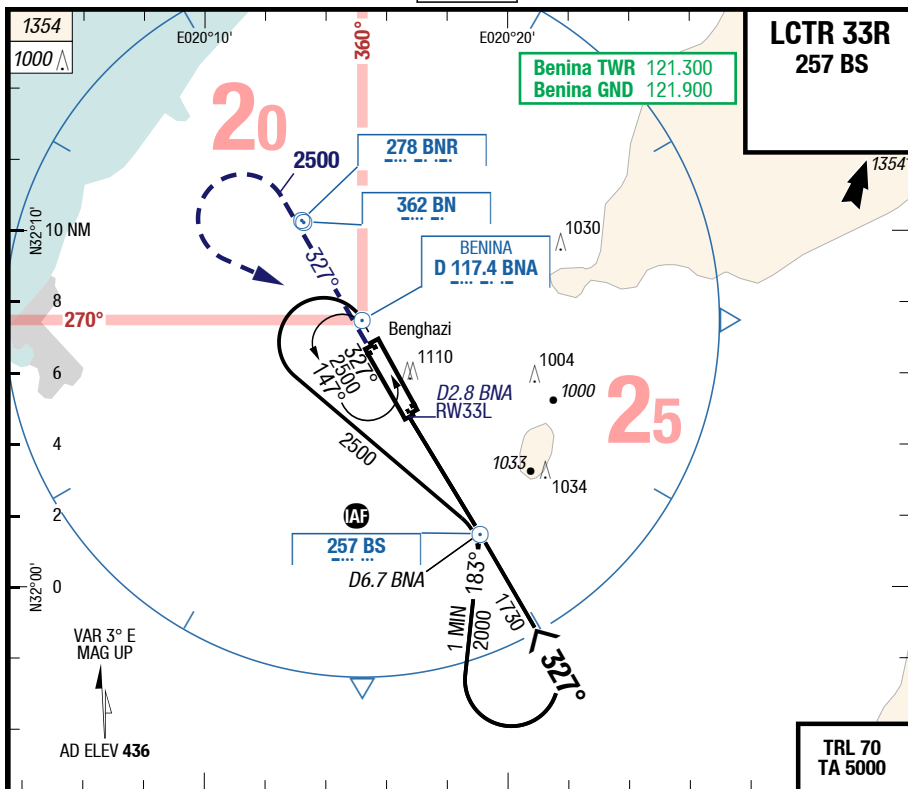 1354
1000
E020°10'
360°
E020°20'
LCTR 33R
257 BS
Benina TWR 121.300
Benina GND 121.900
20
278 BNR
2500
362 BN
1354
N32°10'
10 NM
1030
BENINA
D 117.4 BNA
327°
8
270°
Benghazi
1110
6
327°
2500
147°
1004
1000
D2.8 BNA
RW33L
25
4
2500
1033
1034
2
IAF
257 BS
D6.7 BNA
183°
N32°00'
0
1730
1 MIN
2000
327°
VAR 3° E
MAG UP
AD ELEV 436
TRL 70
TA 5000